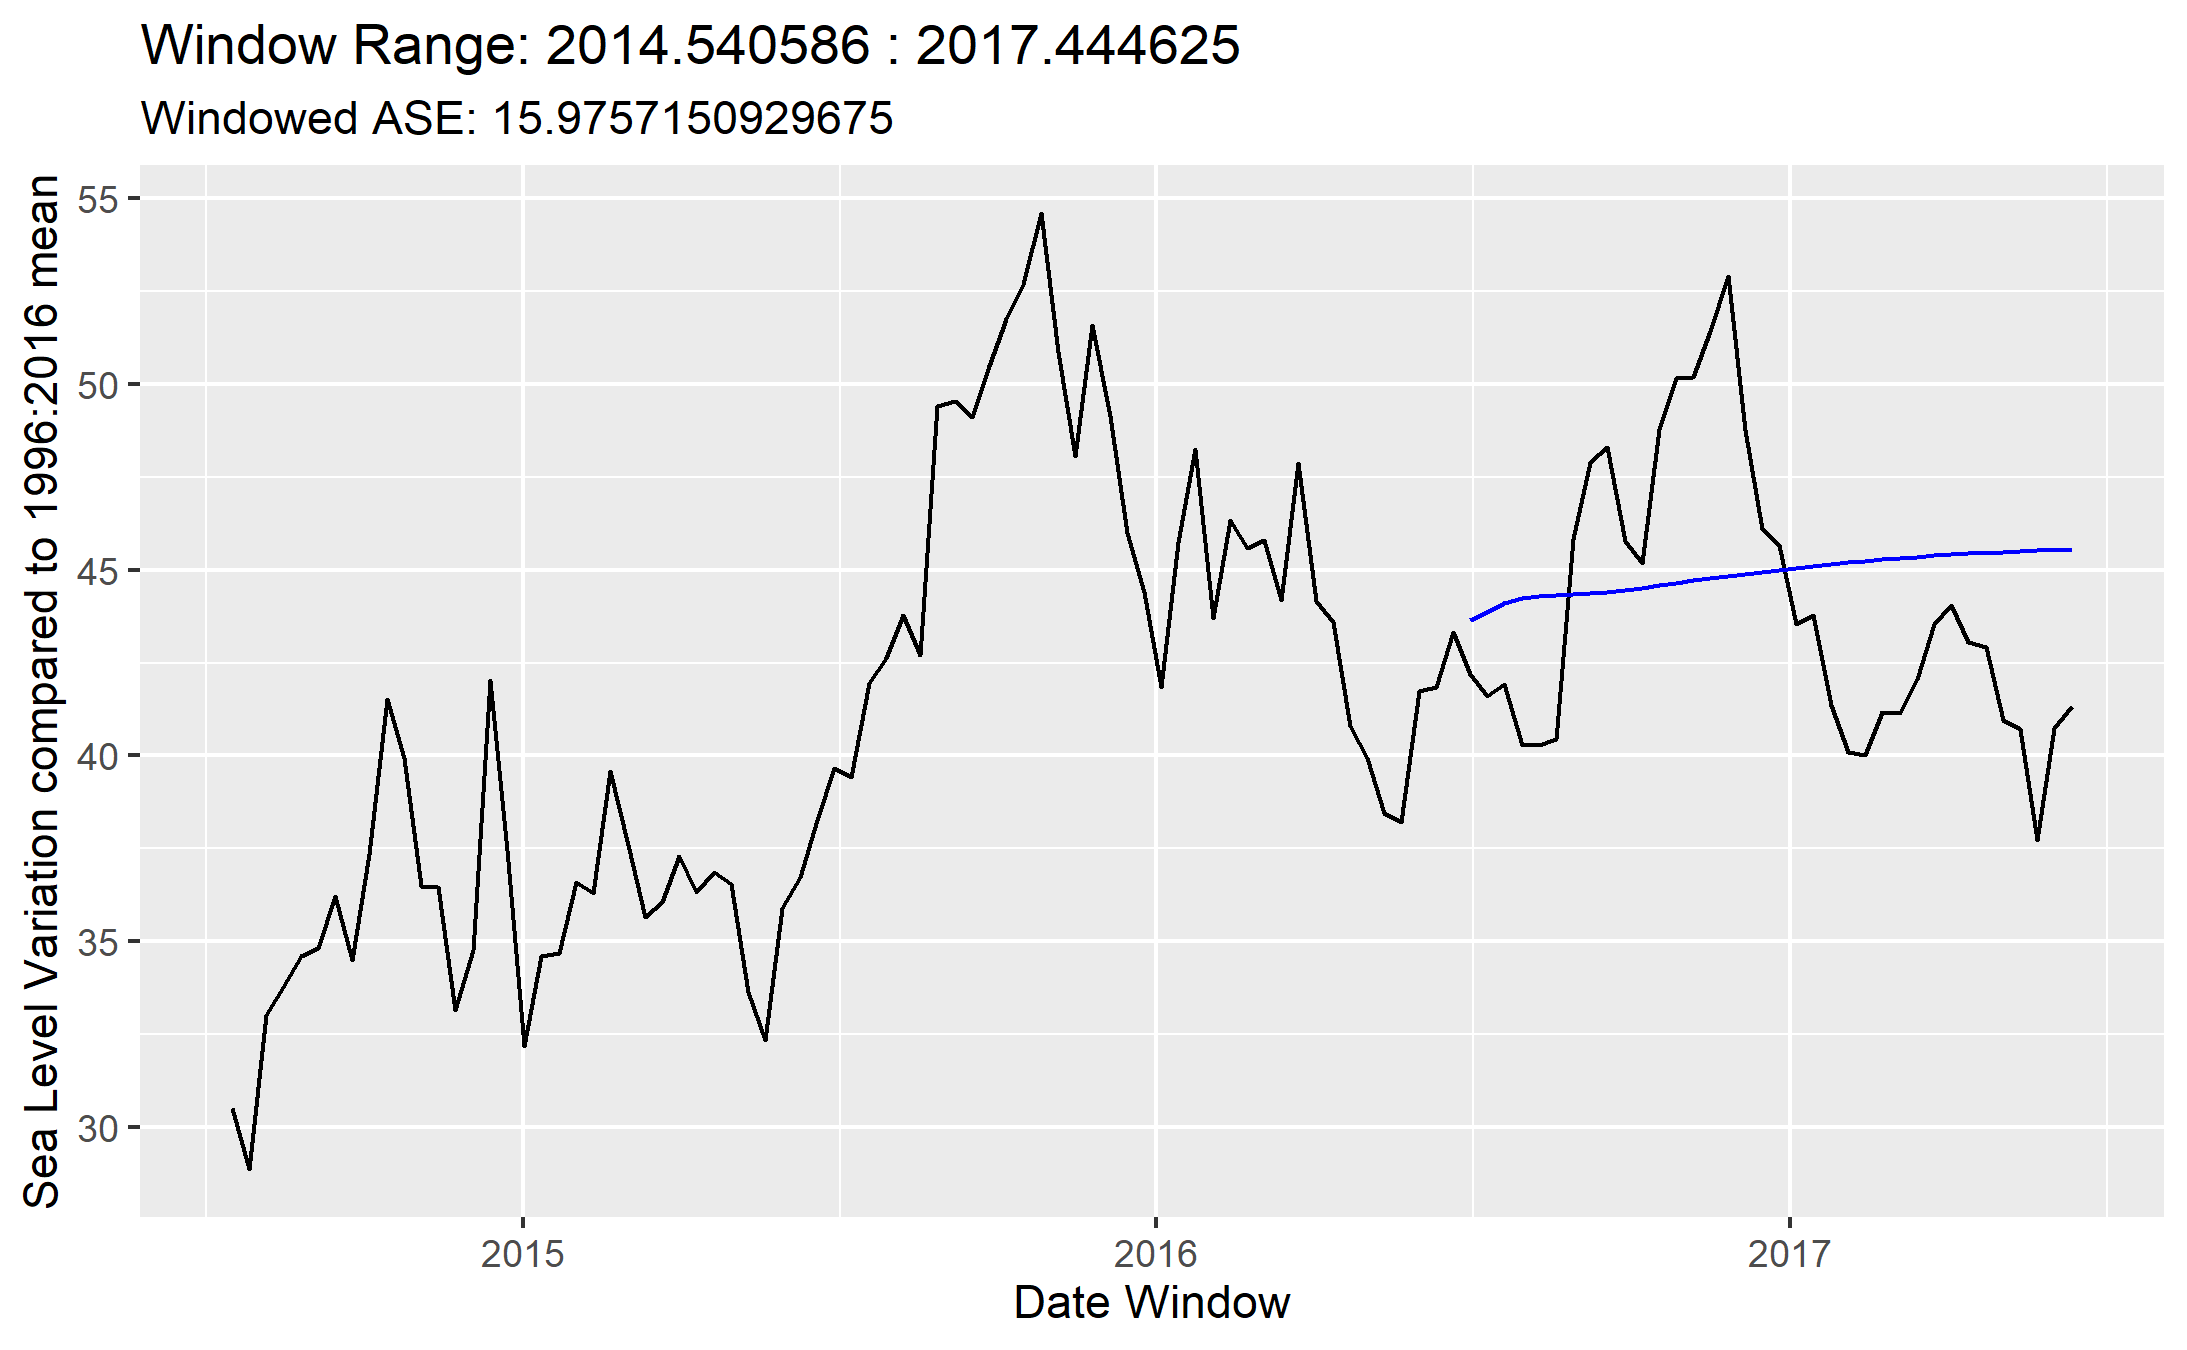 Window Range: 2014.540586 : 2017.444625
Windowed ASE: 15.9757150929675
Sea Level Variation compared to 1996:2016 mean
55
50
45
40
35
30
2015
2016
2017
Date Window